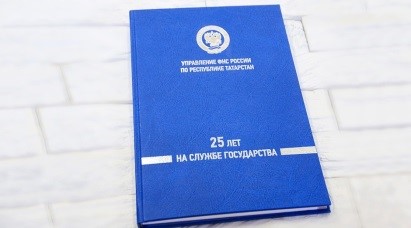 УПРАВЛЕНИЕ ФНС РОССИИ
ПО РЕСПУБЛИКЕ ТАТАРСТАН
25 ЛЕТ
НА СЛУЖБЕ ГОСУДАРСТВА